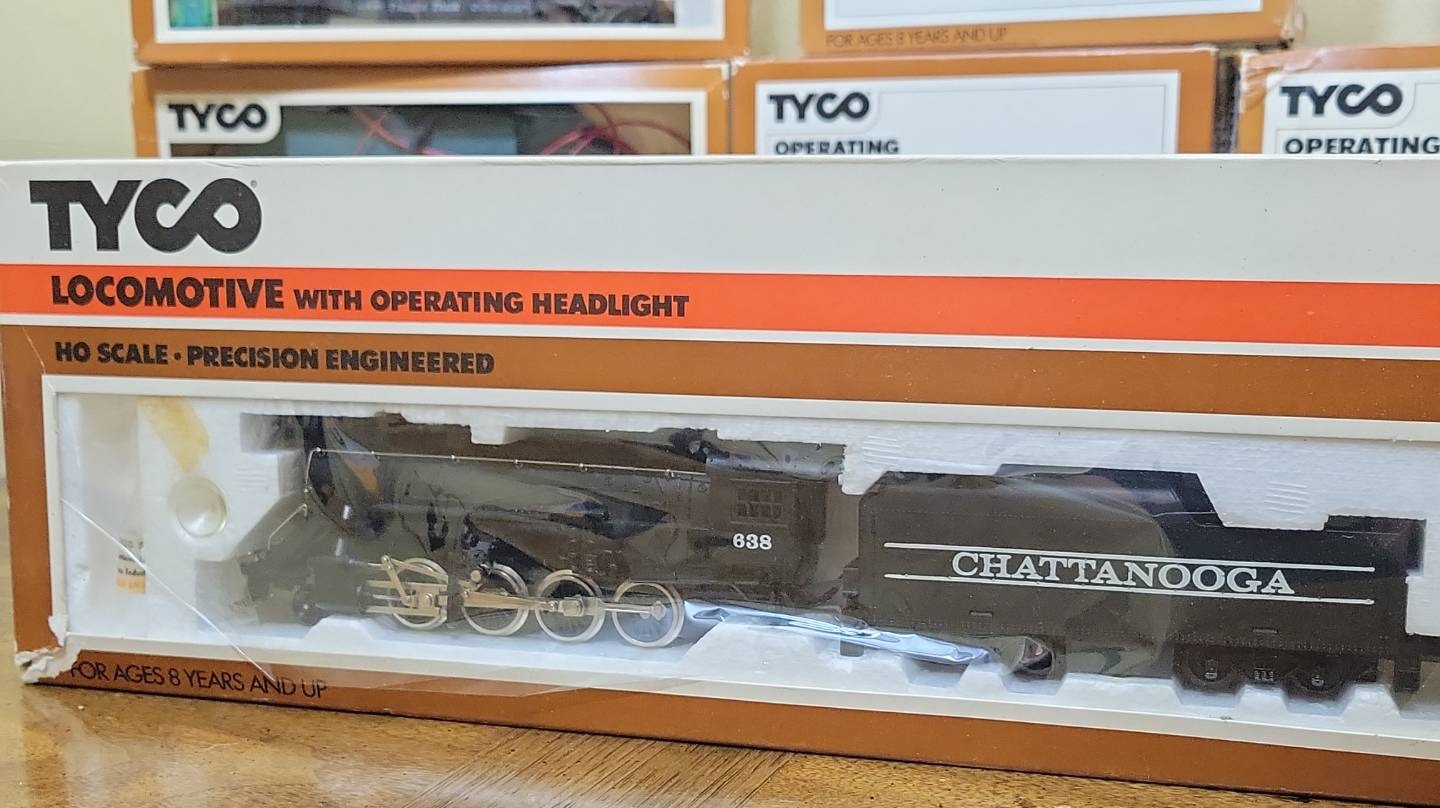 FOR AGES 8 YEARS AND UP
TYCO
TYCO
OPERATING
TYCO
OPERATING
TYCO®
LOCOMOTIVE WITH OPERATING HEADLIGHT
HO SCALE • PRECISION ENGINEERED
638
CHATTANOOGA
FOR AGES 8 YEARS AND UP